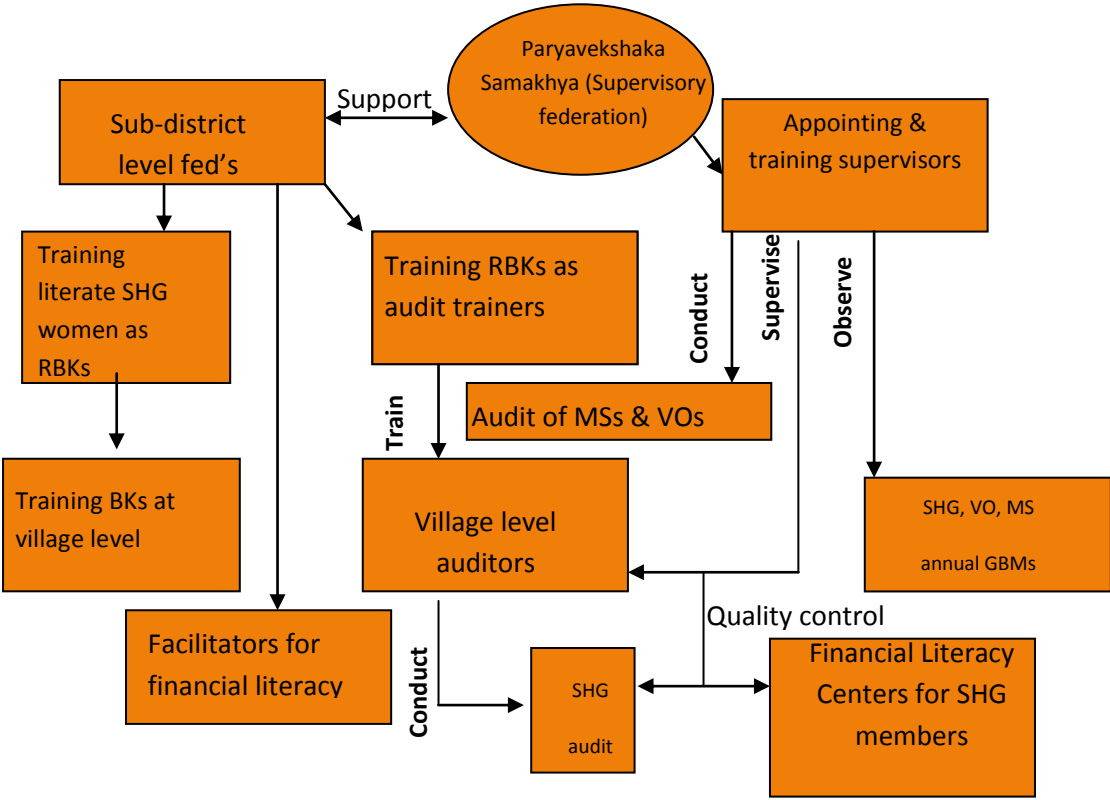 Paryavekshaka
Samakhya (Supervisory
federation)
Support
Sub-district
level fed's
Appointing &
training supervisors
Training
literate SHG
women as
RBKs
Training RBKs as
audit trainers
Conduct
Supervise
Observe
Train
Audit of MSs & VOs
Training BKs at
village level
Village level
auditors
SHG, VO, MS
annual GBMs
Quality control
Facilitators for
financial literacy
Conduct
SHG
audit
Financial Literacy
Centers for SHG
members